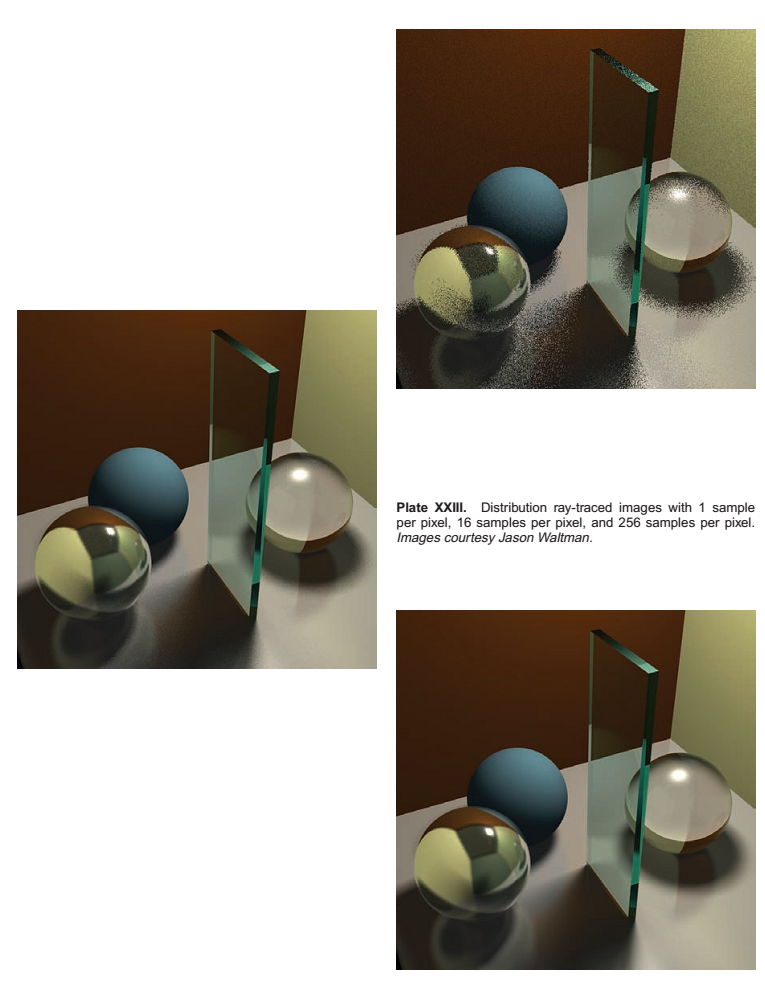 Plate XXIII. Distribution ray-traced images with 1 sample
per pixel, 16 samples per pixel, and 256 samples per pixel.
Images courtesy Jason Waltman.